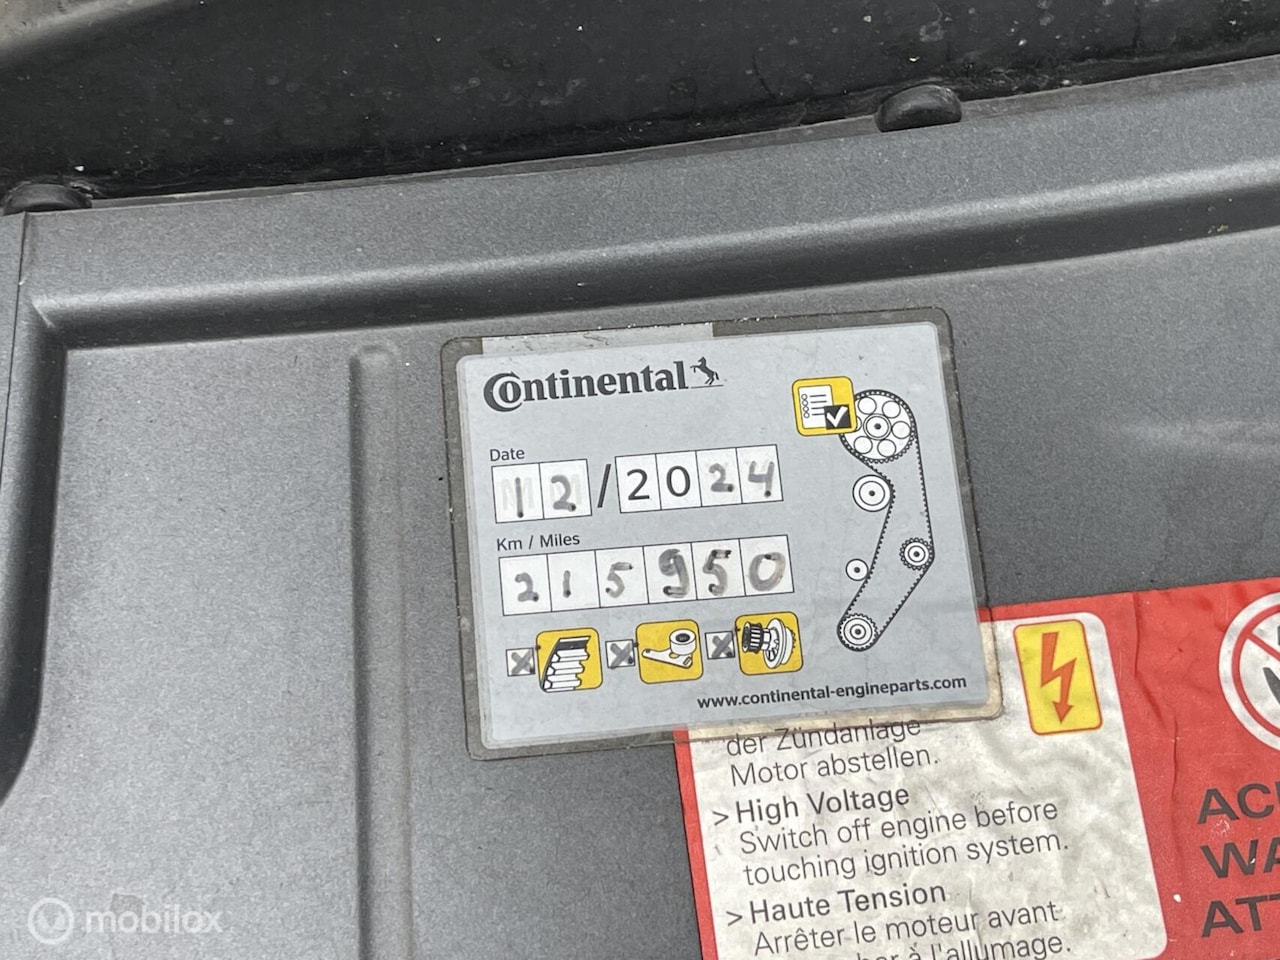 Continental
Date
12/2024
Km / Miles
215950
www.continental-engineparts.com
der Zündanlage
Motor abstellen.
> High Voltage
Switch off engine before
touching ignition system.
> Haute Tension
Arrêter le moteur avant
à l'allumage.
mobilox